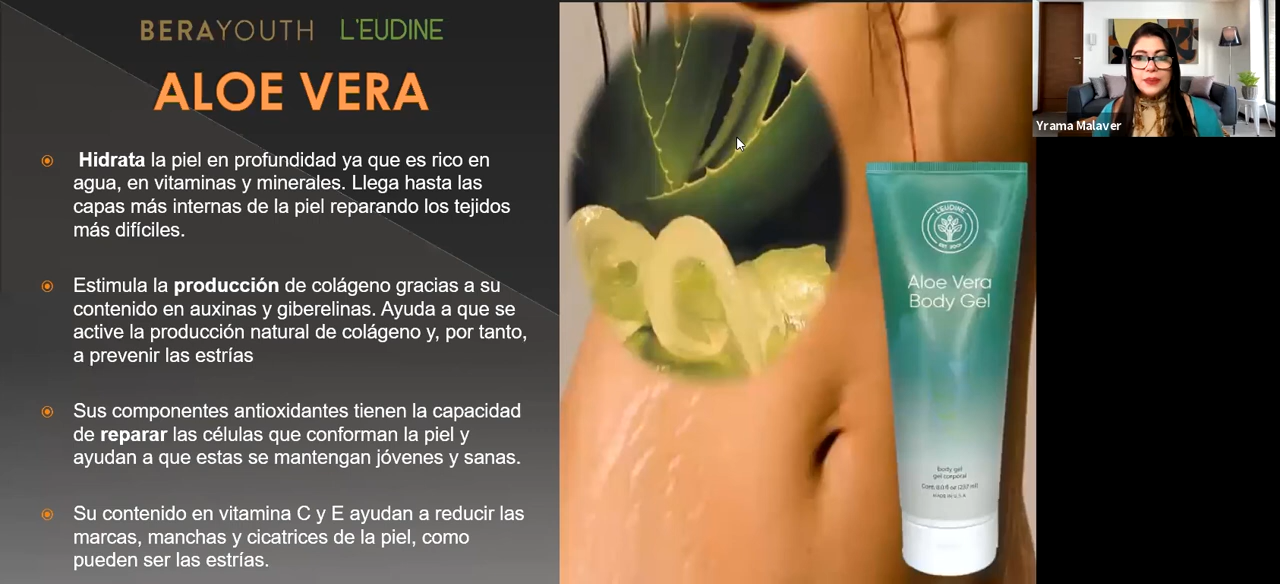 BERAYOUTH L'EUDINE
ALOE VERA
Hidrata la piel en profundidad ya que es rico en
agua, en vitaminas y minerales. Llega hasta las
capas más internas de la piel reparando los tejidos
más difíciles.
Estimula la producción de colágeno gracias a su
contenido en auxinas y giberelinas. Ayuda a que se
active la producción natural de colágeno y, por tanto,
a prevenir las estrías
Sus componentes antioxidantes tienen la capacidad
de reparar las células que conforman la piel y
ayudan a que estas se mantengan jóvenes y sanas.
Su contenido en vitamina C y E ayudan a reducir las
marcas, manchas y cicatrices de la piel, como
pueden ser las estrías.
L'EUDINE
Aloe Vera
Body Gel
body gel
gel corporal
MADE IN U.S.A
Yrama Malaver